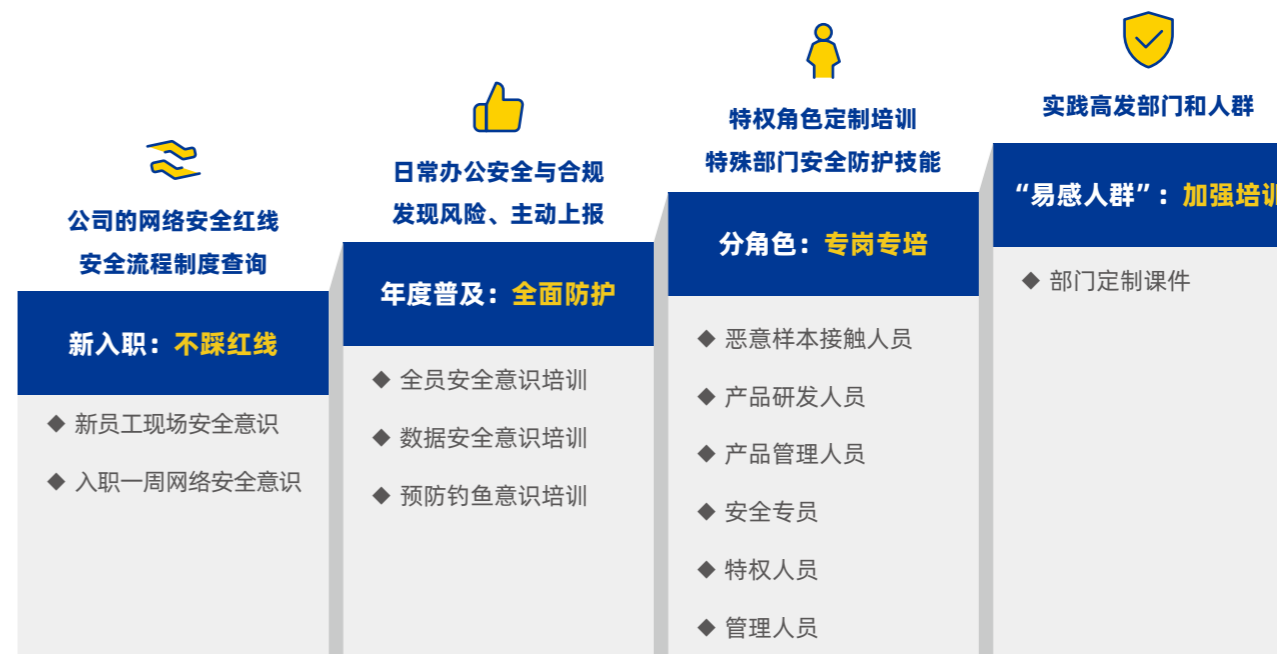 公司的网络安全红线
安全流程制度查询
新入职：不踩红线
◆ 新员工现场安全意识
◆ 入职一周网络安全意识
日常办公安全与合规
发现风险、主动上报
年度普及：全面防护
◆ 全员安全意识培训
◆ 数据安全意识培训
◆ 预防钓鱼意识培训
特权角色定制培训
特殊部门安全防护技能
分角色：专岗专培
◆ 恶意样本接触人员
◆ 产品研发人员
◆ 产品管理人员
◆ 安全专员
◆ 特权人员
◆ 管理人员
实践高发部门和人群
“易感人群”：加强培训
◆ 部门定制课件